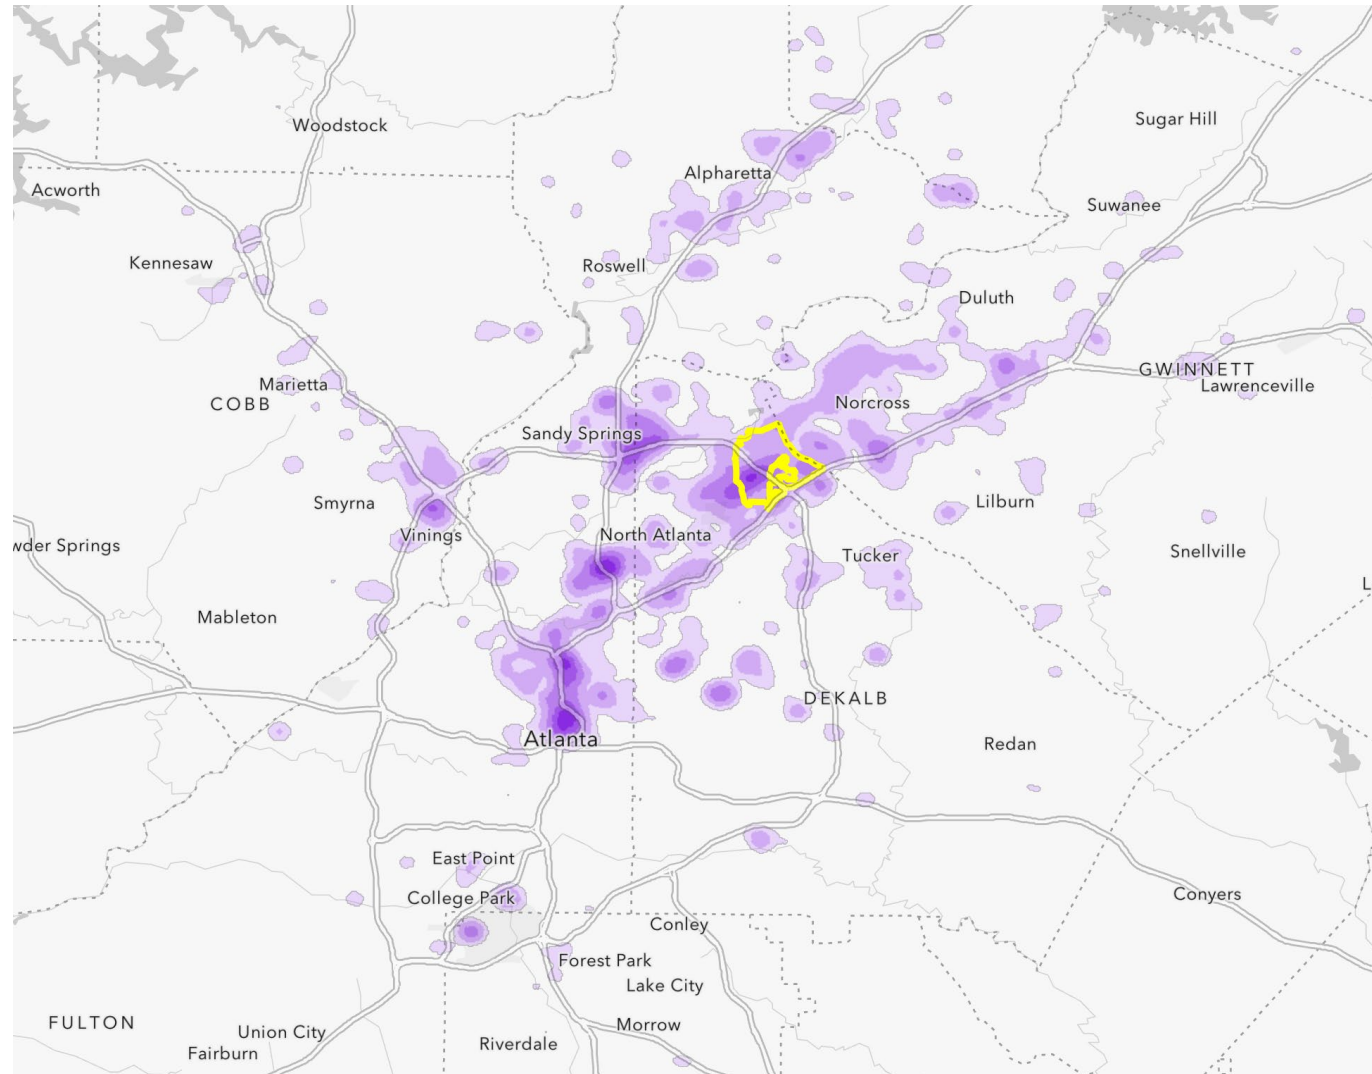 Woodstock
Sugar Hill
Acworth
Alpharetta
Suwanee
Kennesaw
Roswell
Duluth
GWINNETT
Marietta
Lawrenceville
COBB
Norcross
Sandy Springs
Smyrna
Lilburn
Vinings
North Atlanta
wder Springs
Tucker
Snellville
L
Mableton
DEKALB
Atlanta
Redan
East Point
College Park
Conyers
Conley
Forest Park
Lake City
FULTON
Union City
Morrow
Riverdale
Fairburn